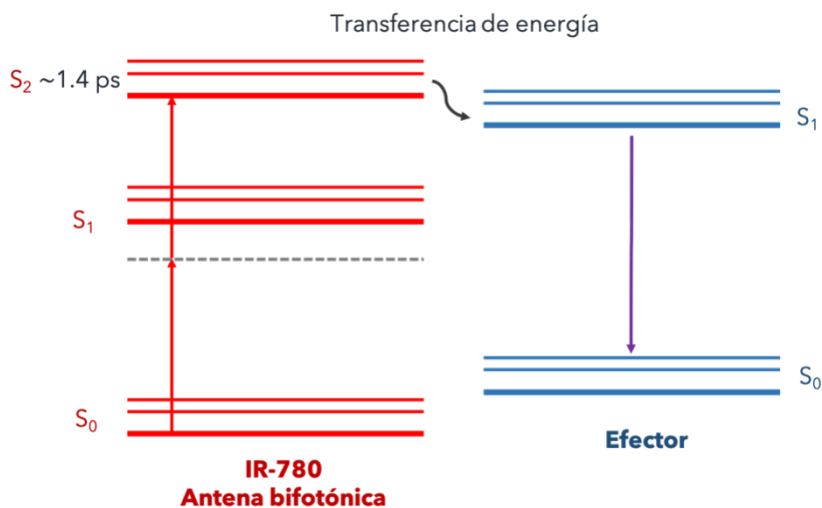 Transferencia de energía
S₂ ~1.4 ps
S₁
S₁
S₀
S₀
Efector
IR-780
Antena bifotónica